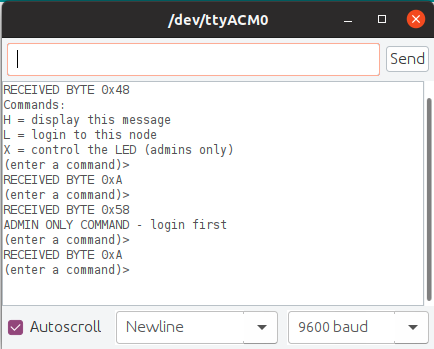 /dev/ttyACM0
Send
RECEIVED BYTE 0x48
Commands:
H = display this message
L = login to this node
X = control the LED (admins only)
(enter a command)>
RECEIVED BYTE 0xA
(enter a command)>
RECEIVED BYTE 0x58
ADMIN ONLY COMMAND - login first
(enter a command)>
RECEIVED BYTE 0xA
(enter a command)>
Autoscroll Newline 9600 baud